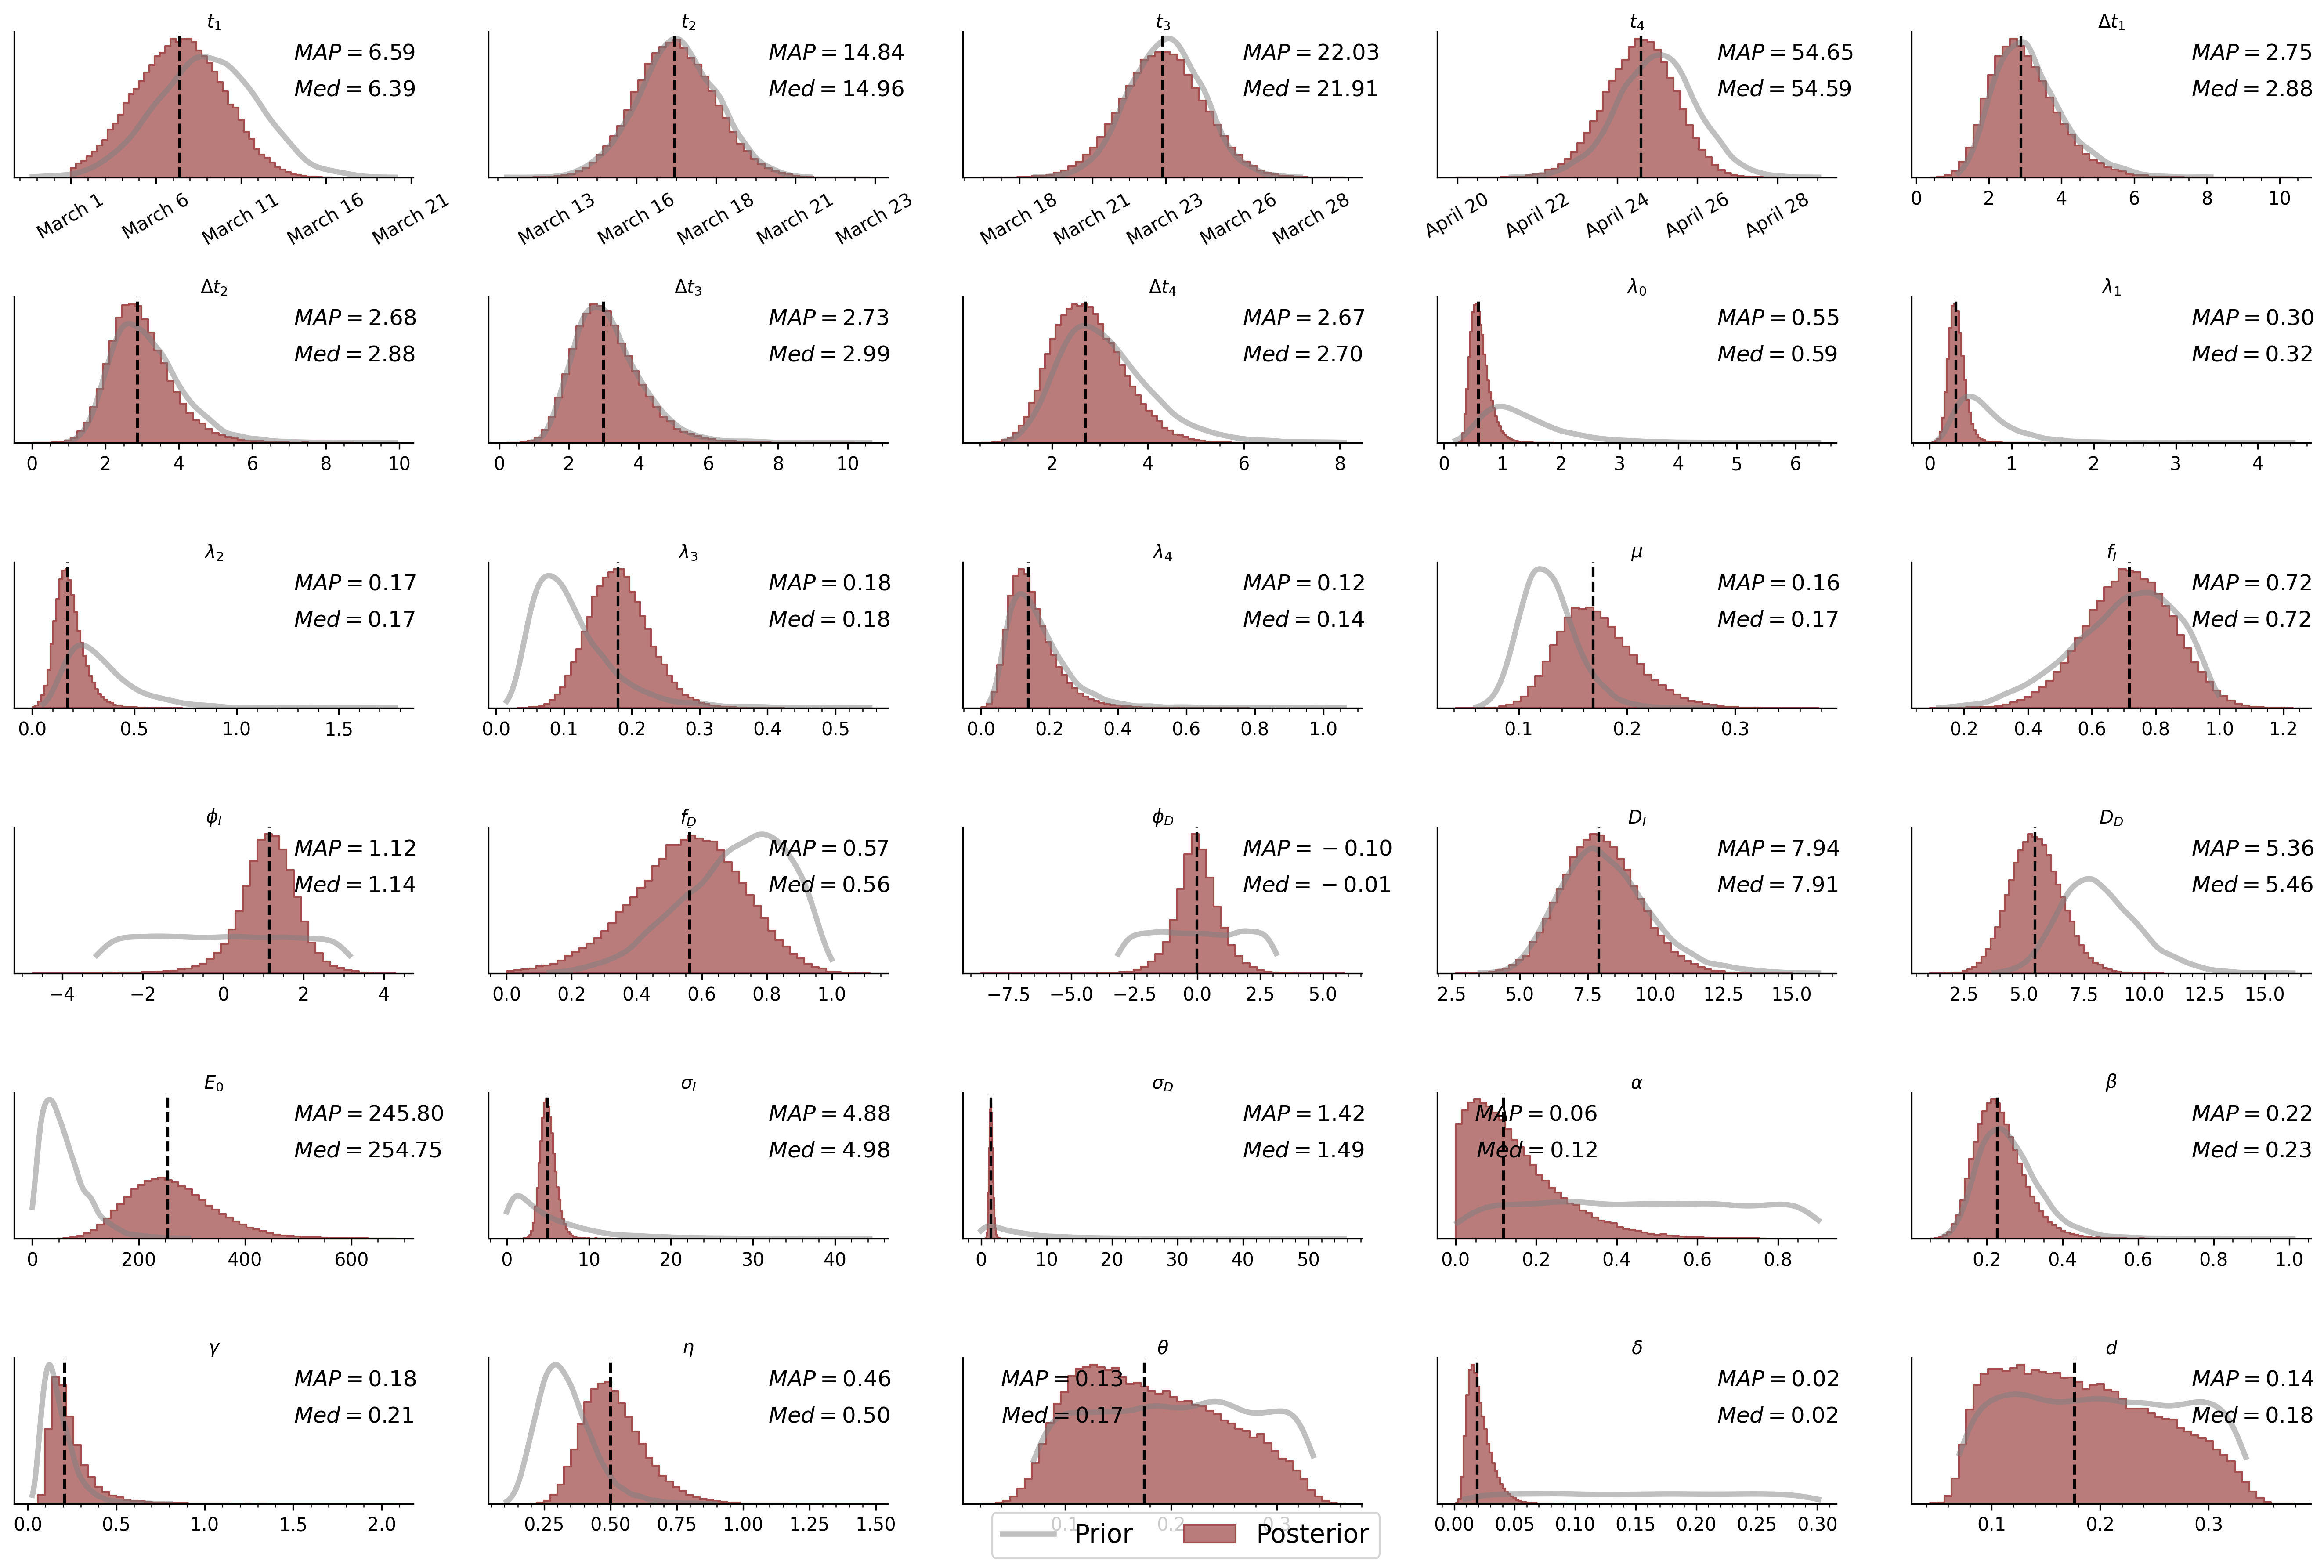 t₁ t₂ t₃ t₄ Δt₁
MAP = 6.59 MAP = 14.84 MAP = 22.03 MAP = 54.65 MAP = 2.75
Med = 6.39 Med = 14.96 Med = 21.91 Med = 54.59 Med = 2.88
0 2 4 6 8 10
March 1 March 6 March 11 March 16 March 21 March 13 March 16 March 18 March 21 March 23 March 18 March 21 March 23 March 26 March 28 April 20 April 22 April 24 April 26 April 28
Δt₂ Δt₃ Δt₄ λ₀ λ₁
MAP = 2.68 MAP = 2.73 MAP = 2.67 MAP = 0.55 MAP = 0.30
Med = 2.88 Med = 2.99 Med = 2.70 Med = 0.59 Med = 0.32
0 2 4 6 8 10 0 2 4 6 8 10 2 4 6 8 0 1 2 3 4 5 6 0 1 2 3 4
λ₂ λ₃ λ₄ μ f_I
MAP = 0.17 MAP = 0.18 MAP = 0.12 MAP = 0.16 MAP = 0.72
Med = 0.17 Med = 0.18 Med = 0.14 Med = 0.17 Med = 0.72
0.0 0.5 1.0 1.5 0.0 0.1 0.2 0.3 0.4 0.5 0.0 0.2 0.4 0.6 0.8 1.0 0.1 0.2 0.3 0.2 0.4 0.6 0.8 1.0 1.2
ϕ_I f_D ϕ_D D_I D_D
MAP = 1.12 MAP = 0.57 MAP = −0.10 MAP = 7.94 MAP = 5.36
Med = 1.14 Med = 0.56 Med = −0.01 Med = 7.91 Med = 5.46
−4 −2 0 2 4 0.0 0.2 0.4 0.6 0.8 1.0 −7.5 −5.0 −2.5 0.0 2.5 5.0 2.5 5.0 7.5 10.0 12.5 15.0 2.5 5.0 7.5 10.0 12.5 15.0
E₀ σ_I σ_D α β
MAP = 245.80 MAP = 4.88 MAP = 1.42 MAP = 0.06 MAP = 0.22
Med = 254.75 Med = 4.98 Med = 1.49 Med = 0.12 Med = 0.23
0 200 400 600 0 10 20 30 40 0 10 20 30 40 50 0.0 0.2 0.4 0.6 0.8 0.2 0.4 0.6 0.8 1.0
γ η θ δ d
MAP = 0.18 MAP = 0.46 MAP = 0.13 MAP = 0.02 MAP = 0.14
Med = 0.21 Med = 0.50 Med = 0.17 Med = 0.02 Med = 0.18
0.0 0.5 1.0 1.5 2.0 0.25 0.50 0.75 1.00 1.25 1.50 0.1 0.2 0.3 0.00 0.05 0.10 0.15 0.20 0.25 0.30 0.1 0.2 0.3
Prior Posterior